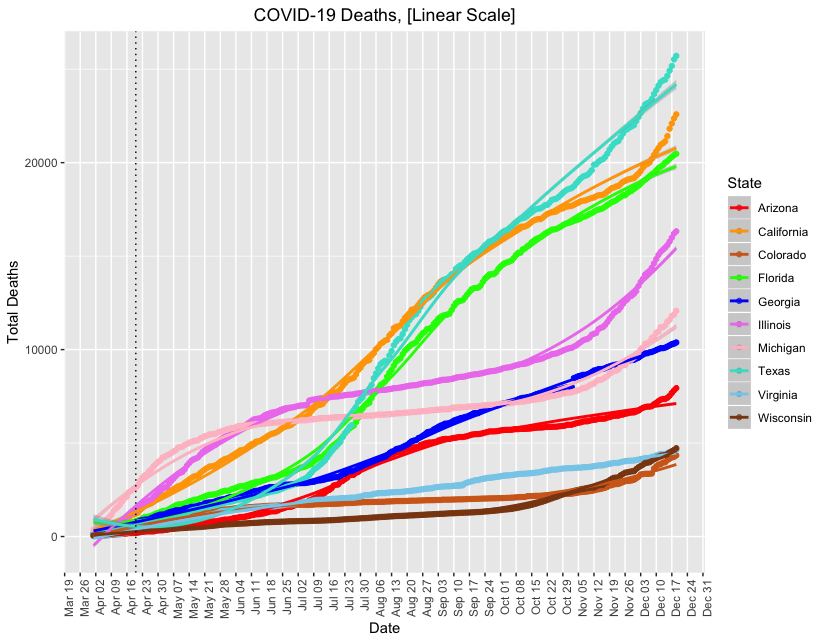 COVID-19 Deaths, [Linear Scale]
Total Deaths
20000
10000
0
Mar 19
Mar 26
Apr 02
Apr 09
Apr 16
Apr 23
Apr 30
May 07
May 14
May 21
May 28
Jun 04
Jun 11
Jun 18
Jun 25
Jul 02
Jul 09
Jul 16
Jul 23
Jul 30
Aug 06
Aug 13
Aug 20
Aug 27
Sep 03
Sep 10
Sep 17
Sep 24
Oct 01
Oct 08
Oct 15
Oct 22
Oct 29
Nov 05
Nov 12
Nov 19
Nov 26
Dec 03
Dec 10
Dec 17
Dec 24
Dec 31
Date
State
Arizona
California
Colorado
Florida
Georgia
Illinois
Michigan
Texas
Virginia
Wisconsin